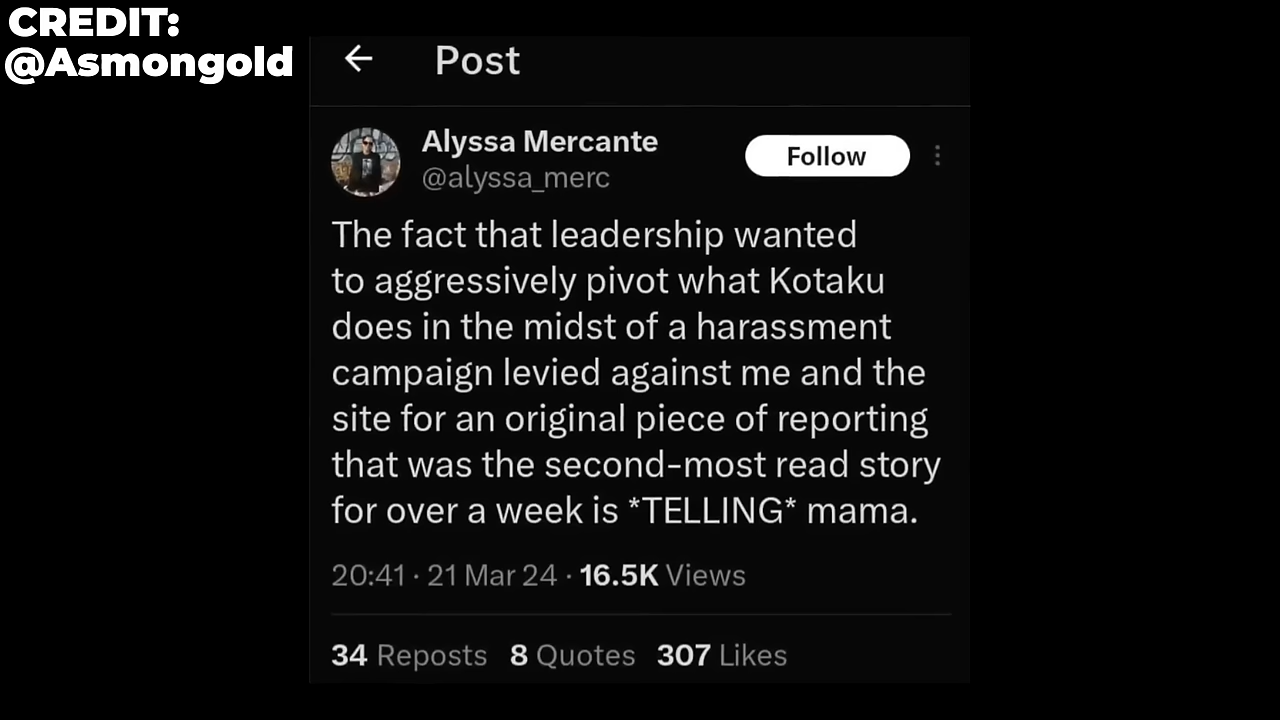 CREDIT:
@Asmongold
Post
Alyssa Mercante
@alyssa_merc
Follow
The fact that leadership wanted
to aggressively pivot what Kotaku
does in the midst of a harassment
campaign levied against me and the
site for an original piece of reporting
that was the second-most read story
for over a week is *TELLING* mama.
20:41 · 21 Mar 24 · 16.5K Views
34 Reposts 8 Quotes 307 Likes